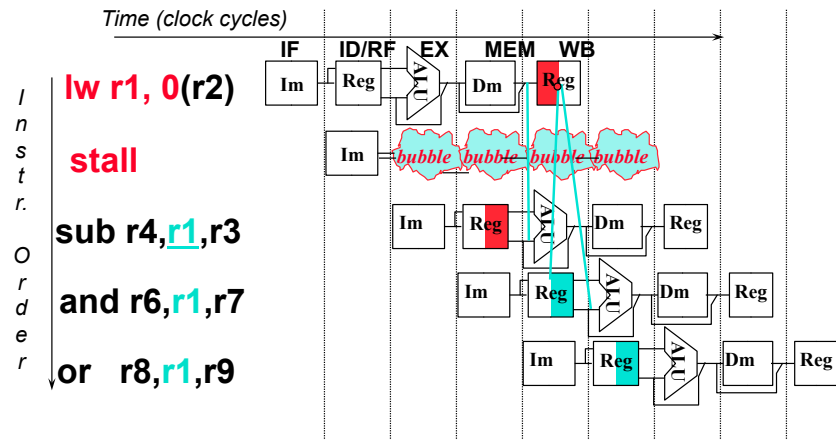 Time (clock cycles)
IF ID/RF EX MEM WB
Instr. Order
lw r1, 0(r2) Im Reg ALU Dm Reg
stall Im bubble bubble bubble bubble
sub r4,r1,r3 Im Reg ALU Dm Reg
and r6,r1,r7 Im Reg ALU Dm Reg
or r8,r1,r9 Im Reg ALU Dm Reg